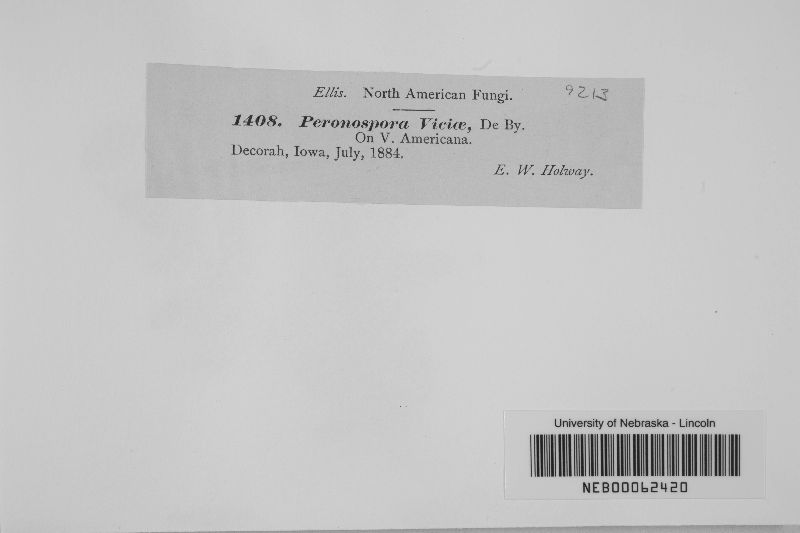 Ellis. North American Fungi.
9213
1408. Peronospora Viciæ, De By.
On V. Americana.
Decorah, Iowa, July, 1884.
E. W. Holway.
University of Nebraska - Lincoln
NEB00062420